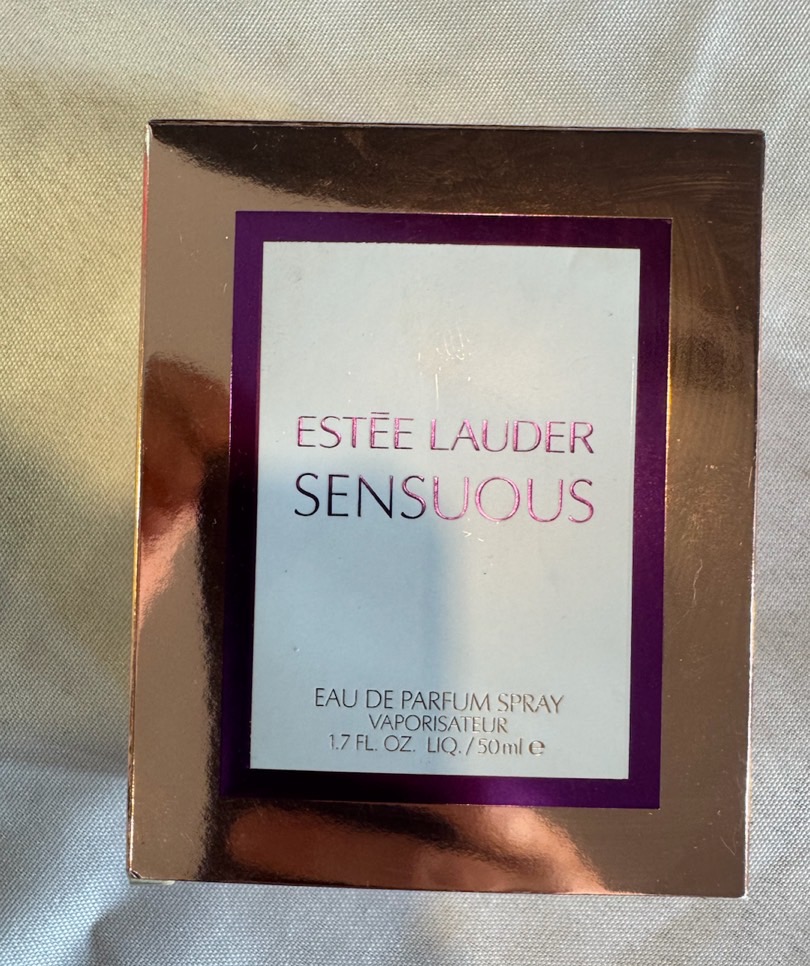 ESTĒE LAUDER
SENSUOUS
EAU DE PARFUM SPRAY
VAPORISATEUR
1.7 FL. OZ. LIQ./50ml ℮